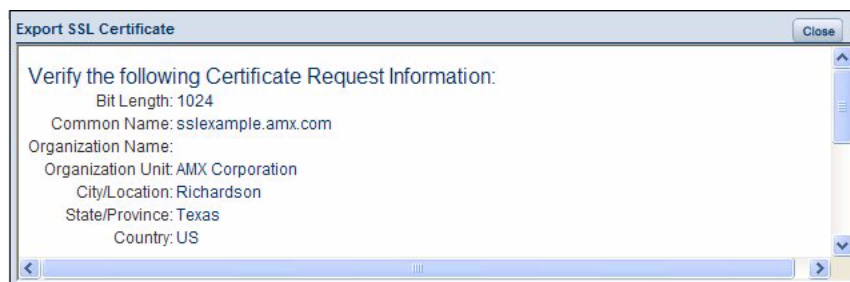 Export SSL Certificate
Close
Verify the following Certificate Request Information:
Bit Length: 1024
Common Name: sslexample.amx.com
Organization Name:
Organization Unit: AMX Corporation
City/Location: Richardson
State/Province: Texas
Country: US